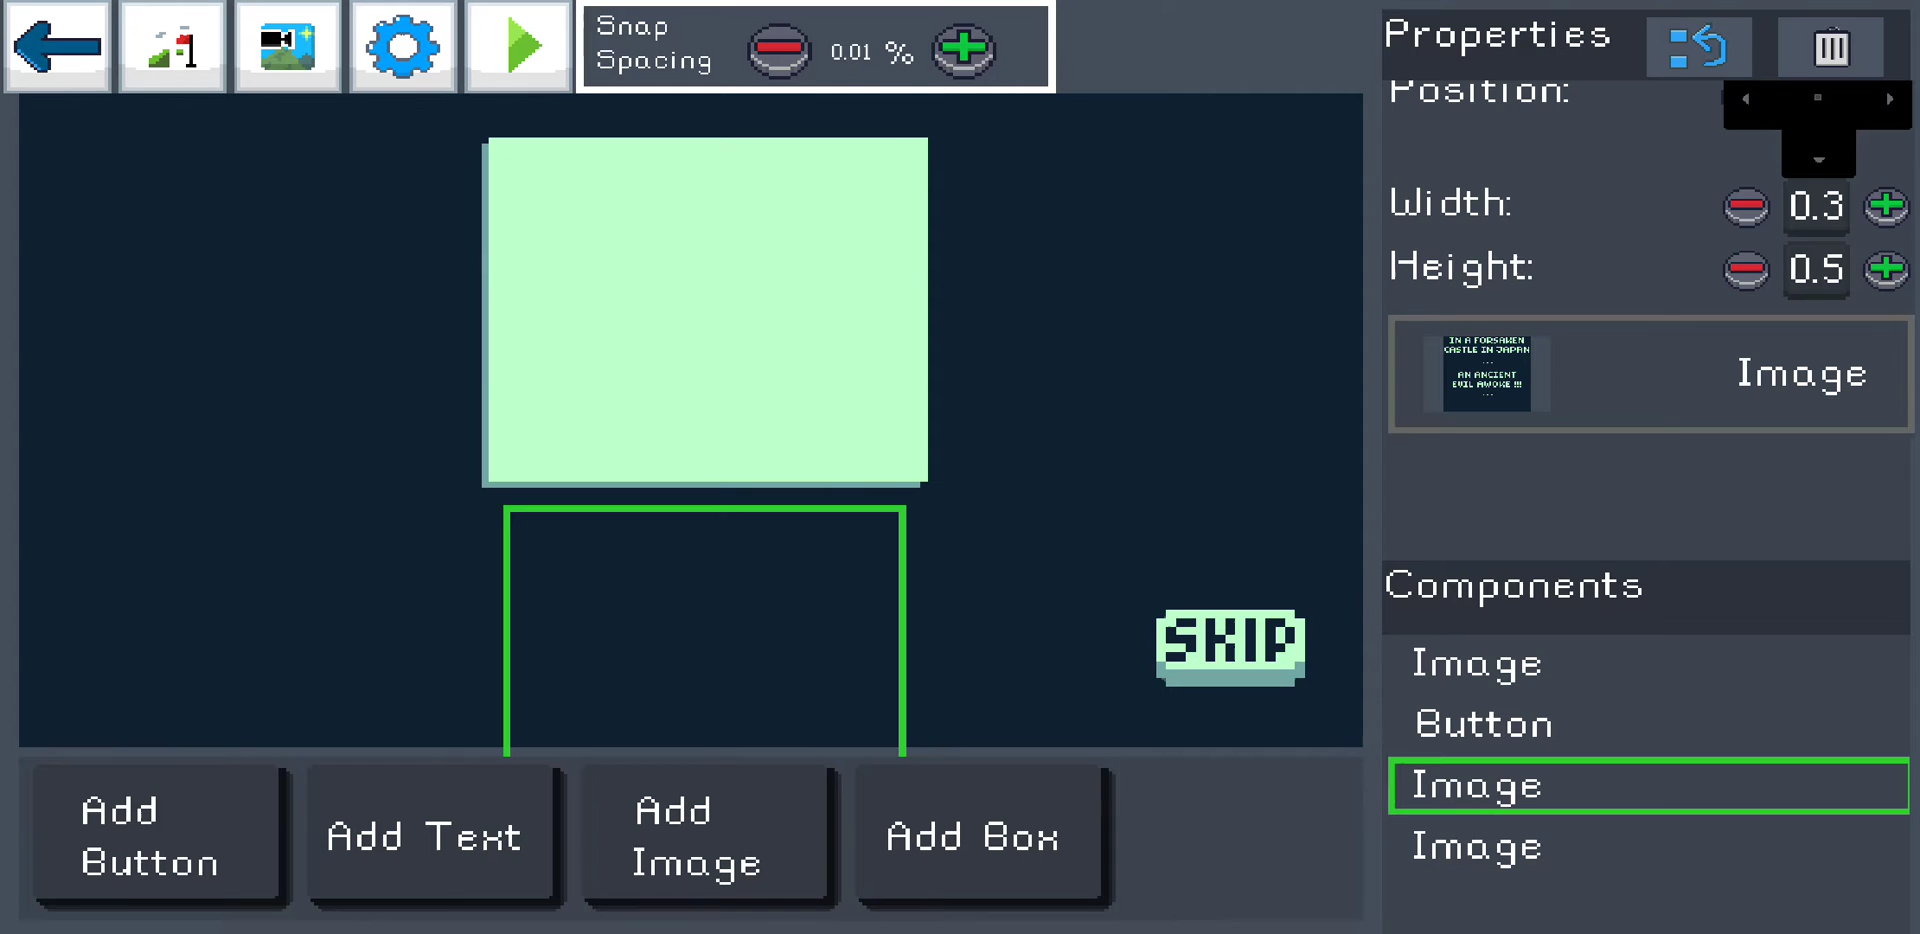 Snap
Spacing
0.01 %
Properties
Position:
Width:
0.3
Height:
0.5
IN A FORSAKEN
CASTLE IN JAPAN
...
AN ANCIENT
EVIL AWOKE !!!
...
Image
SKIP
Components
Image
Button
Image
Image
Add
Button
Add Text
Add
Image
Add Box